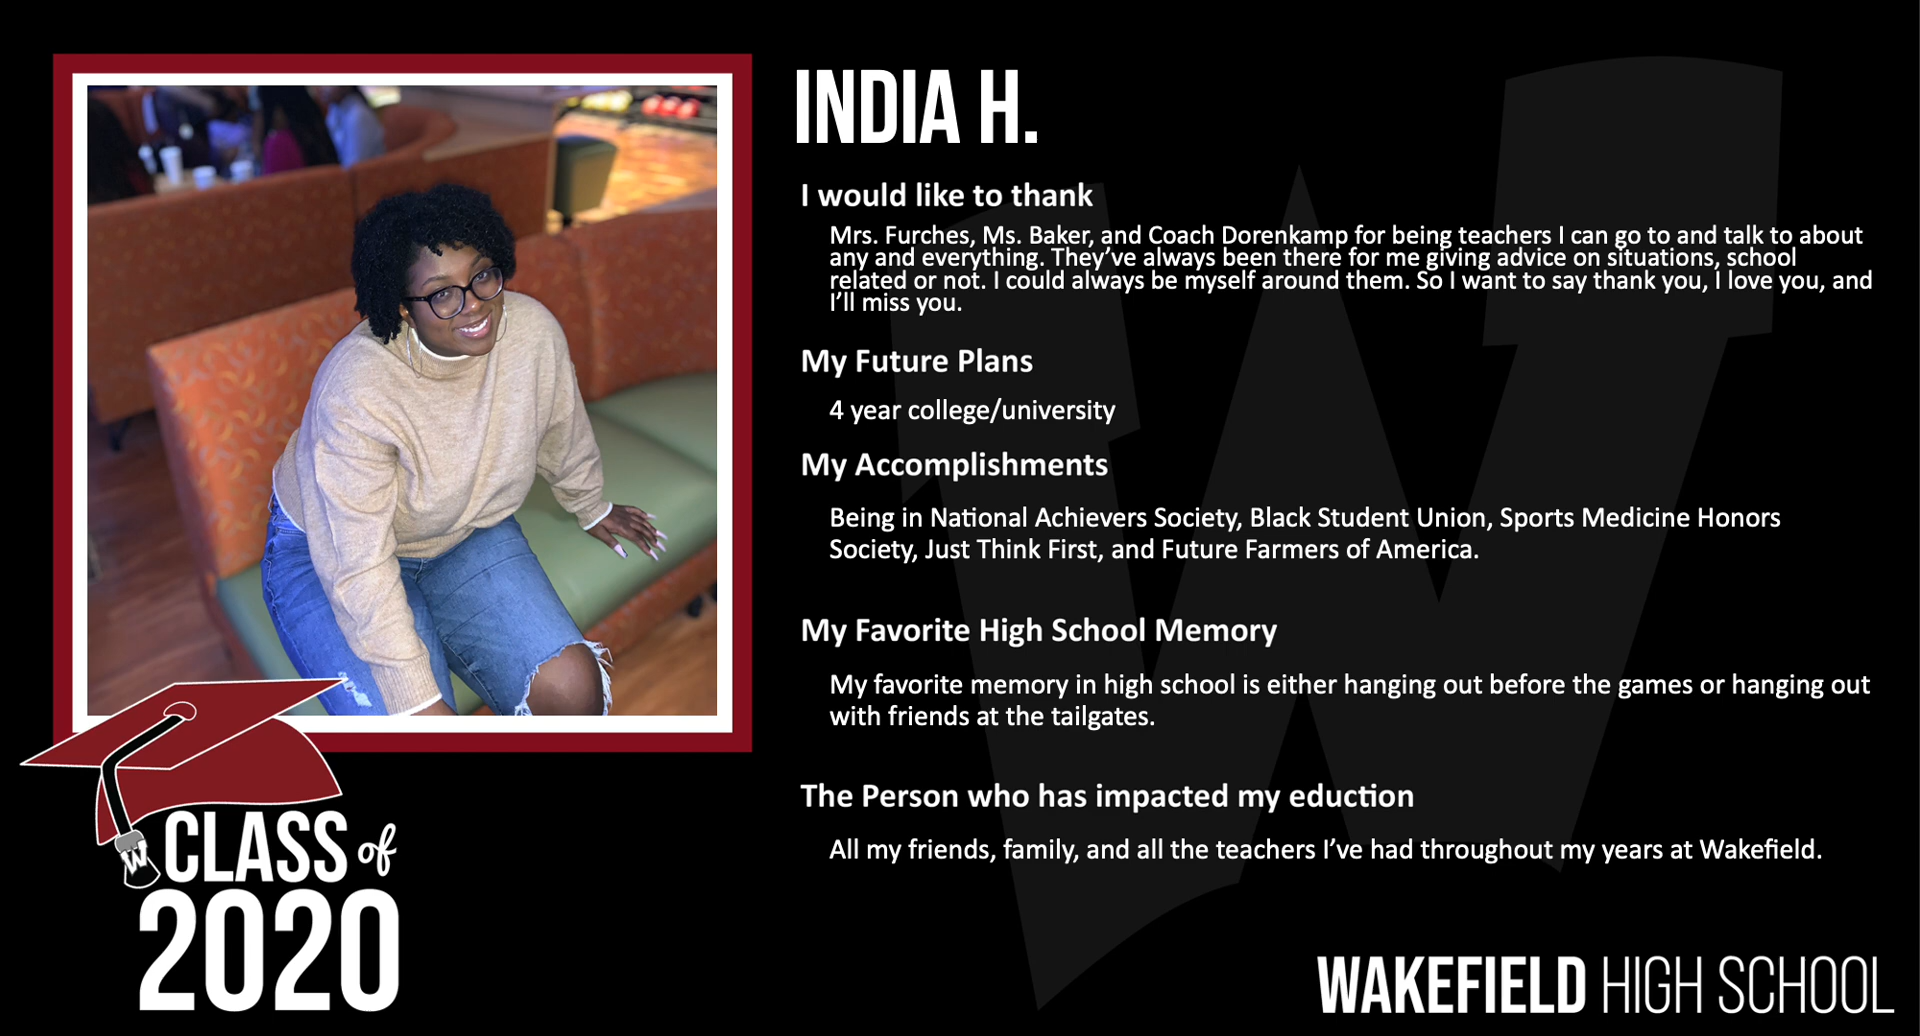 INDIA H.
I would like to thank
Mrs. Furches, Ms. Baker, and Coach Dorenkamp for being teachers I can go to and talk to about
any and everything. They’ve always been there for me giving advice on situations, school
related or not. I could always be myself around them. So I want to say thank you, I love you, and
I’ll miss you.
My Future Plans
4 year college/university
My Accomplishments
Being in National Achievers Society, Black Student Union, Sports Medicine Honors
Society, Just Think First, and Future Farmers of America.
My Favorite High School Memory
My favorite memory in high school is either hanging out before the games or hanging out
with friends at the tailgates.
The Person who has impacted my eduction
All my friends, family, and all the teachers I’ve had throughout my years at Wakefield.
W
CLASS of
2020
WAKEFIELD HIGH SCHOOL